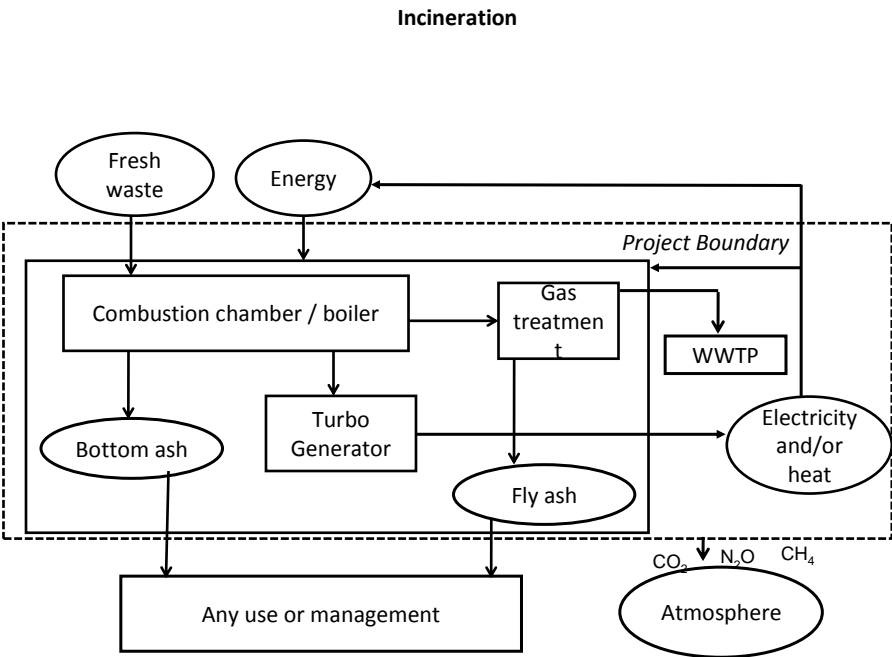 Incineration
Fresh
waste
Energy
Project Boundary
Combustion chamber / boiler
Gas
treatmen
t
WWTP
Turbo
Generator
Electricity
and/or
heat
Bottom ash
Fly ash
CO₂ N₂O CH₄
Any use or management
Atmosphere